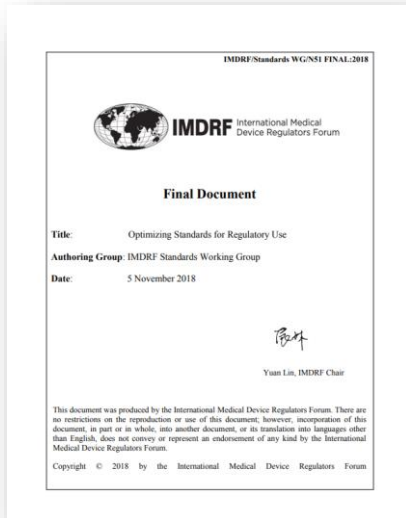 IMDRF/Standards WG/N51 FINAL:2018
IMDRF International Medical
Device Regulators Forum
Final Document
Title: Optimizing Standards for Regulatory Use
Authoring Group: IMDRF Standards Working Group
Date: 5 November 2018
Yuan Lin, IMDRF Chair
This document was produced by the International Medical Device Regulators Forum. There are
no restrictions on the reproduction or use of this document; however, incorporation of this
document, in part or in whole, into another document, or its translation into languages other
than English, does not convey or represent an endorsement of any kind by the International
Medical Device Regulators Forum.
Copyright © 2018 by the International Medical Device Regulators Forum